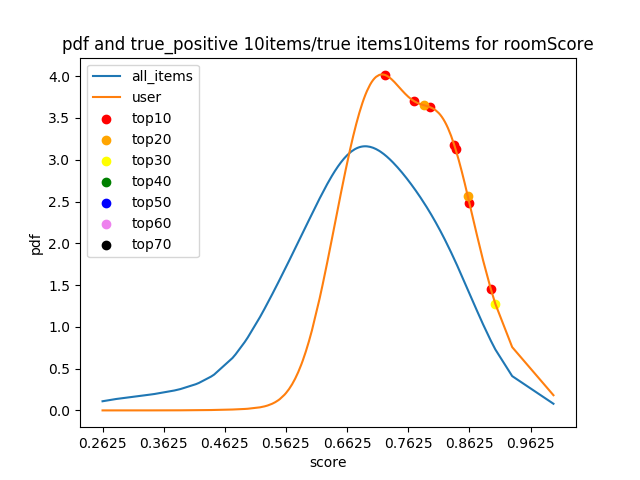 pdf and true_positive 10items/true items10items for roomScore
all_items
user
top10
top20
top30
top40
top50
top60
top70
4.0
3.5
3.0
2.5
2.0
1.5
1.0
0.5
0.0
pdf
0.2625 0.3625 0.4625 0.5625 0.6625 0.7625 0.8625 0.9625
score